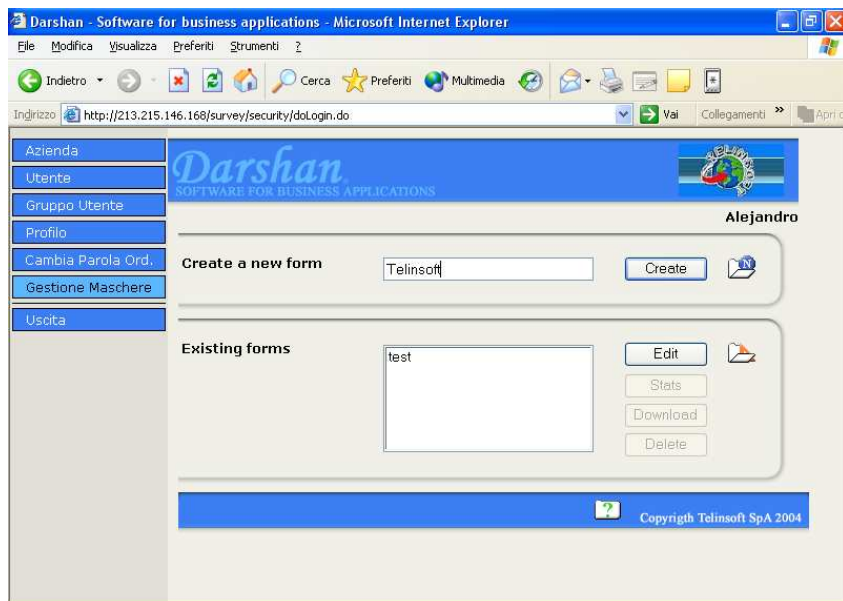 Darshan - Software for business applications - Microsoft Internet Explorer
File Modifica Visualizza Preferiti Strumenti ?
Indietro Cerca Preferiti Multimedia
Indirizzo http://213.215.146.168/survey/security/doLogin.do Vai Collegamenti » Apri
Azienda
Utente
Gruppo Utente
Profilo
Cambia Parola Ord.
Gestione Maschere
Uscita
Darshan.
SOFTWARE FOR BUSINESS APPLICATIONS
TELINSOFT
Alejandro
Create a new form Telinsoft Create N
Existing forms test Edit
Stats
Download
Delete
? Copyrigth Telinsoft SpA 2004